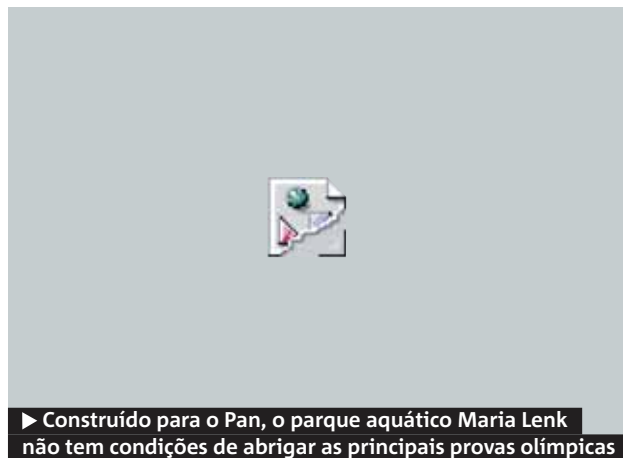 ▶ Construído para o Pan, o parque aquático Maria Lenk
não tem condições de abrigar as principais provas olímpicas